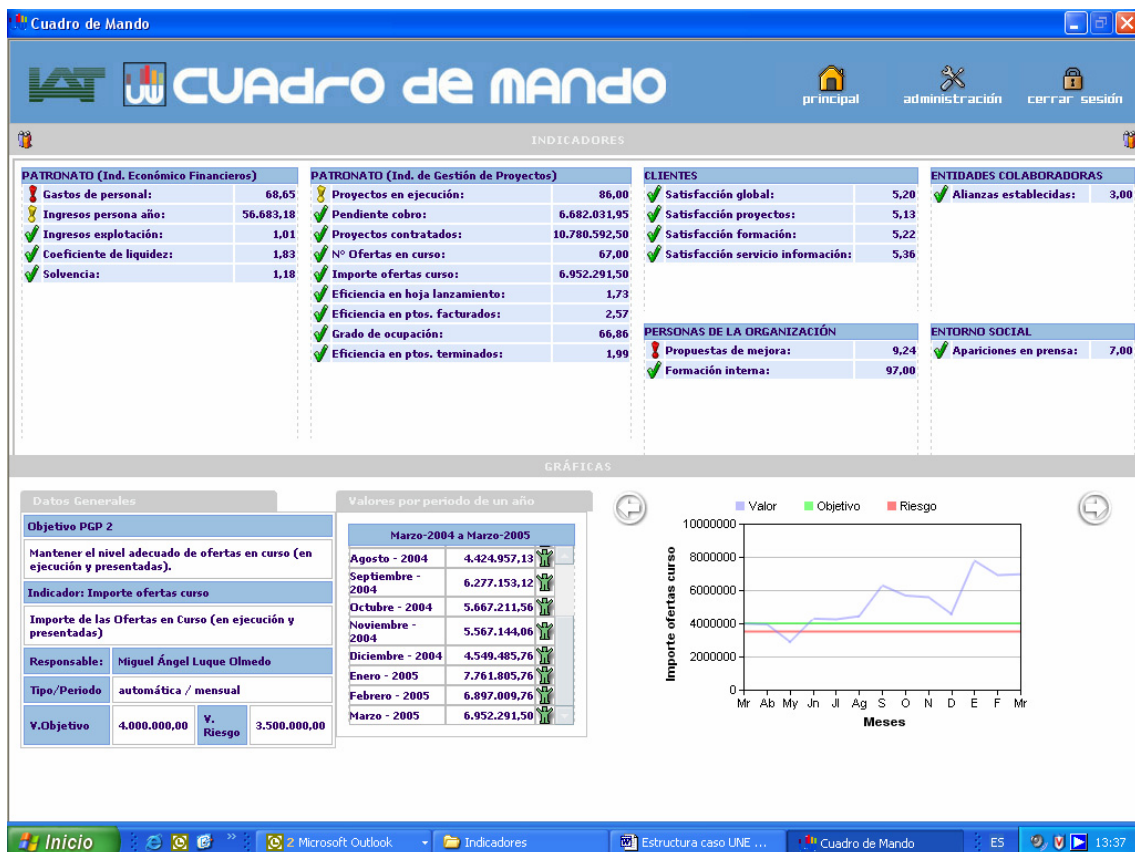 Cuadro de Mando
IAT CUAdrO de MANdO
principal administración cerrar sesión
INDICADORES
PATRONATO (Ind. Económico Financieros)
Gastos de personal: 68,65
Ingresos persona año: 56.683,18
Ingresos explotación: 1,01
Coeficiente de liquidez: 1,83
Solvencia: 1,18
PATRONATO (Ind. de Gestión de Proyectos)
Proyectos en ejecución: 86,00
Pendiente cobro: 6.682.031,95
Proyectos contratados: 10.780.592,50
Nº Ofertas en curso: 67,00
Importe ofertas curso: 6.952.291,50
Eficiencia en hoja lanzamiento: 1,73
Eficiencia en ptos. facturados: 2,57
Grado de ocupación: 66,86
Eficiencia en ptos. terminados: 1,99
CLIENTES
Satisfacción global: 5,20
Satisfacción proyectos: 5,13
Satisfacción formación: 5,22
Satisfacción servicio información: 5,36
ENTIDADES COLABORADORAS
Alianzas establecidas: 3,00
PERSONAS DE LA ORGANIZACIÓN
Propuestas de mejora: 9,24
Formación interna: 97,00
ENTORNO SOCIAL
Apariciones en prensa: 7,00
GRÁFICAS
Datos Generales
Objetivo PGP 2
Mantener el nivel adecuado de ofertas en curso (en
ejecución y presentadas).
Indicador: Importe ofertas curso
Importe de las Ofertas en Curso (en ejecución y
presentadas)
Responsable: Miguel Ángel Luque Olmedo
Tipo/Periodo automática / mensual
V.Objetivo 4.000.000,00 V. Riesgo 3.500.000,00
Valores por periodo de un año
Marzo-2004 a Marzo-2005
Agosto - 2004 4.424.957,13
Septiembre - 2004 6.277.153,12
Octubre - 2004 5.667.211,56
Noviembre - 2004 5.567.144,06
Diciembre - 2004 4.549.485,76
Enero - 2005 7.761.805,76
Febrero - 2005 6.897.009,76
Marzo - 2005 6.952.291,50
Valor Objetivo Riesgo
Importe ofertas curso
10000000
8000000
6000000
4000000
2000000
0
Mr Ab My Jn Jl Ag S O N D E F Mr
Meses
Inicio 2 Microsoft Outlook Indicadores Estructura caso UNE ... Cuadro de Mando ES 13:37